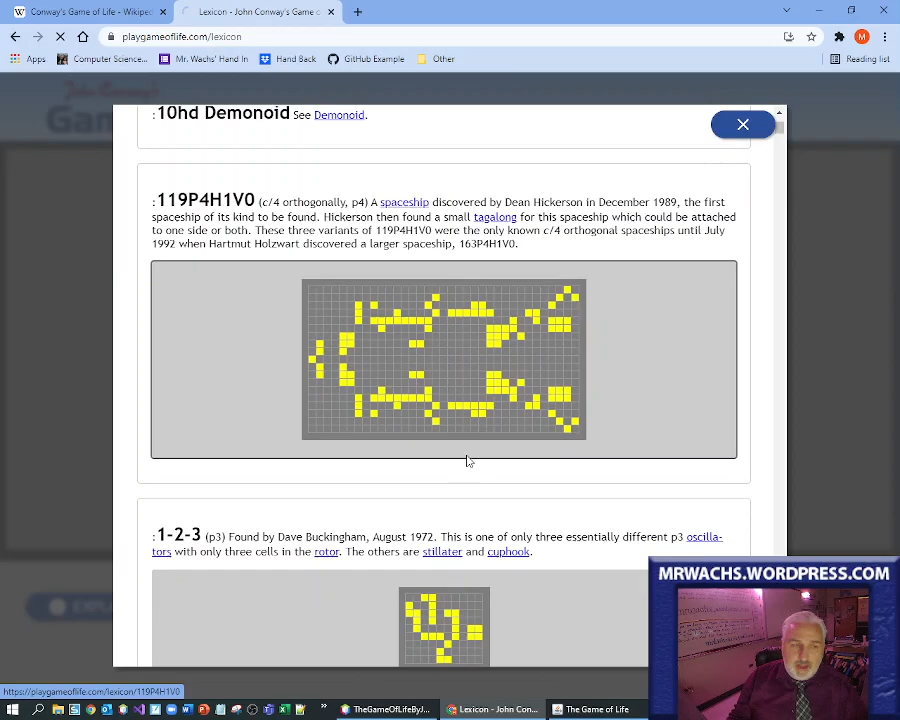 Conway's Game of Life - Wikiped
Lexicon - John Conway's Game o
playgameoflife.com/lexicon
Apps
Computer Science...
Mr. Wachs' Hand In
Hand Back
GitHub Example
Other
Reading list
John Conway's
Gam
:10hd Demonoid See Demonoid.
:119P4H1V0 (c/4 orthogonally, p4) A spaceship discovered by Dean Hickerson in December 1989, the first
spaceship of its kind to be found. Hickerson then found a small tagalong for this spaceship which could be attached
to one side or both. These three variants of 119P4H1V0 were the only known c/4 orthogonal spaceships until July
1992 when Hartmut Holzwart discovered a larger spaceship, 163P4H1V0.
:1-2-3 (p3) Found by Dave Buckingham, August 1972. This is one of only three essentially different p3 oscilla-
tors with only three cells in the rotor. The others are stillater and cuphook.
EXPL
MRWACHS.WORDPRESS.COM
https://playgameoflife.com/lexicon/119P4H1V0
TheGameOfLifeByJ...
Lexicon - John Con...
The Game of Life